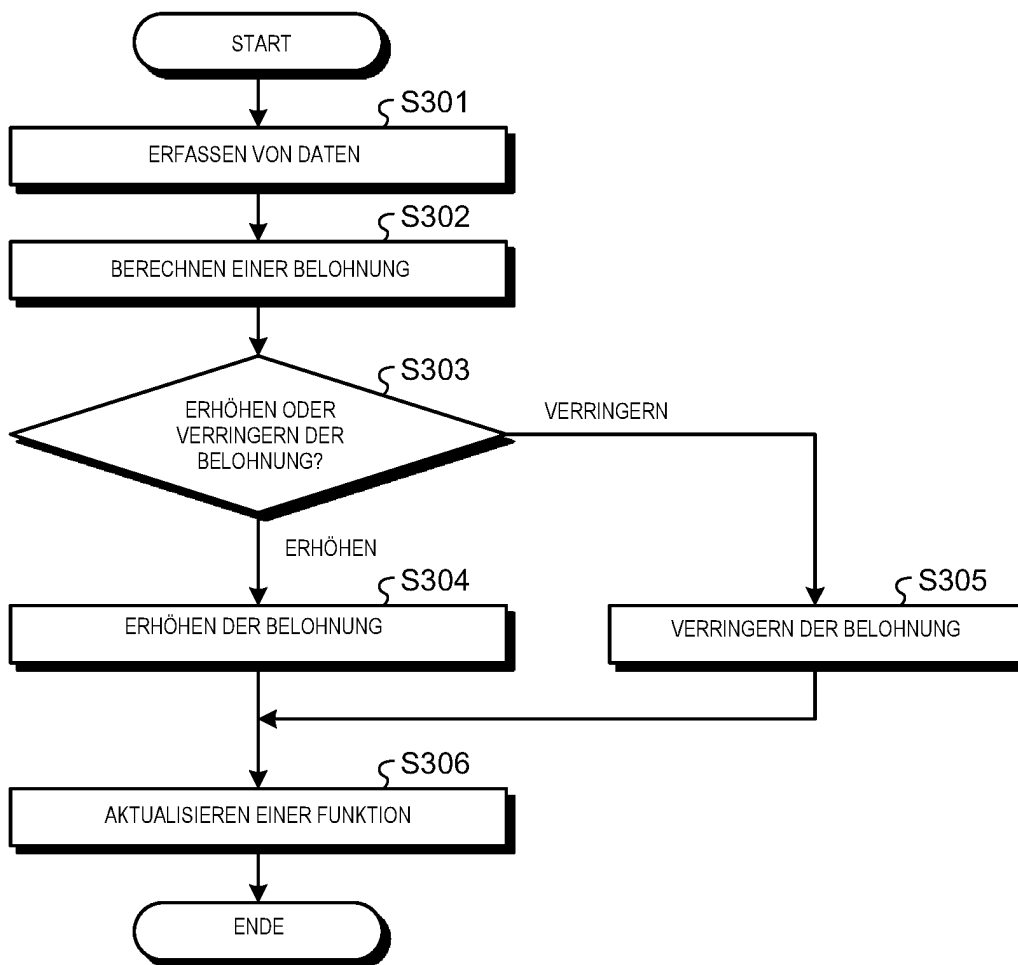 START
S301
ERFASSEN VON DATEN
S302
BERECHNEN EINER BELOHNUNG
S303
ERHÖHEN ODER
VERRINGERN DER
BELOHNUNG?
VERRINGERN
ERHÖHEN
S304
ERHÖHEN DER BELOHNUNG
S305
VERRINGERN DER BELOHNUNG
S306
AKTUALISIEREN EINER FUNKTION
ENDE